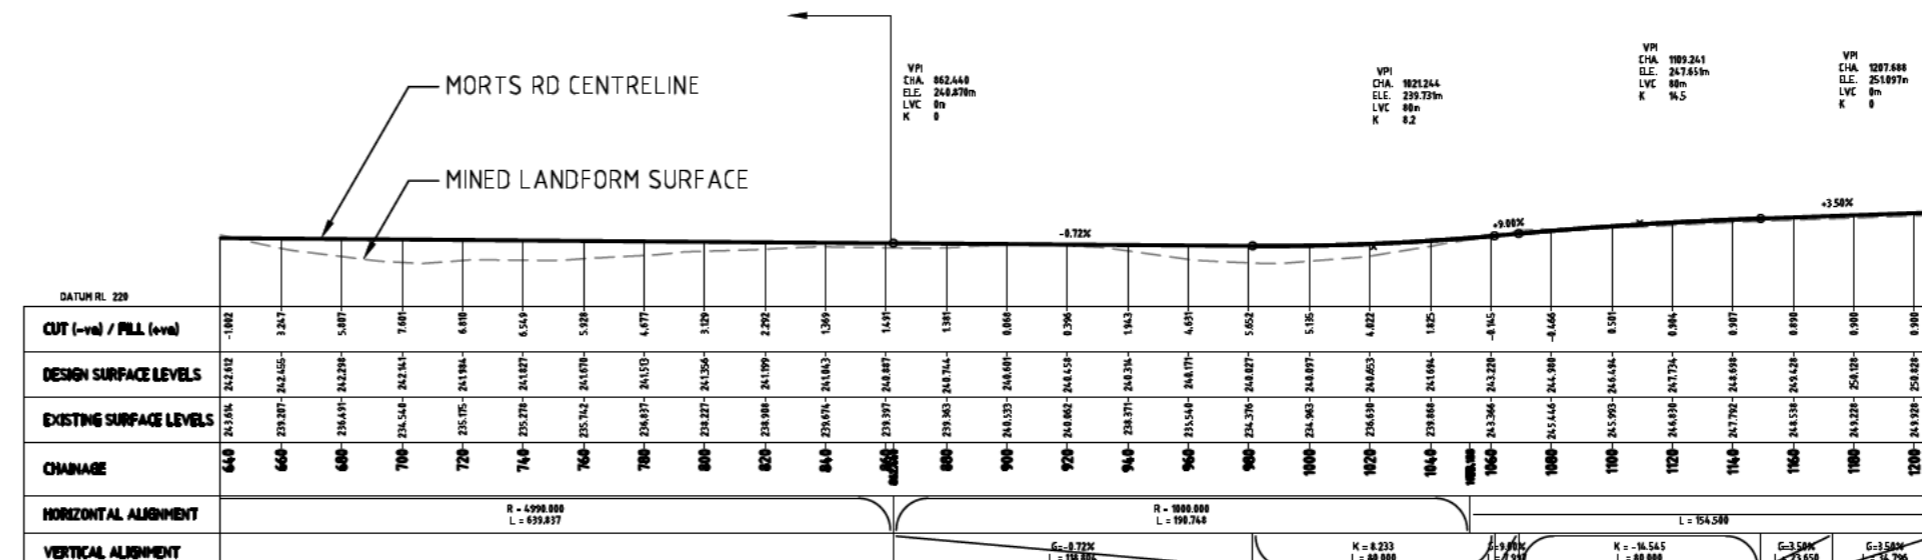 MORTS RD CENTRELINE
MINED LANDFORM SURFACE
VPI
CHA. 862.440
ELE. 240.870m
LVC 0m
K 0
VPI
CHA. 1021.244
ELE. 239.731m
LVC 80m
K 8.2
VPI
CHA. 1109.241
ELE. 247.651m
LVC 80m
K 14.5
VPI
CHA. 1207.688
ELE. 251.097m
LVC 0m
K 0
-0.72%
+9.00%
+3.50%
DATUM RL 220
CUT (-ve) / FILL (+ve) -1.002 3.247 5.807 7.601 6.810 6.549 5.928 4.677 3.129 2.292 1.369 1.491 1.381 0.068 0.396 1.943 4.631 5.652 5.135 4.022 1.825 -0.145 -0.466 0.501 0.904 0.907 0.890 0.900 0.900
DESIGN SURFACE LEVELS 242.612 242.455 242.298 242.141 241.984 241.827 241.670 241.513 241.356 241.199 241.043 240.887 240.744 240.601 240.458 240.314 240.171 240.027 240.097 240.653 241.694 243.220 244.980 246.494 247.734 248.698 249.428 250.128 250.828
EXISTING SURFACE LEVELS 243.614 239.207 236.491 234.540 235.175 235.278 235.742 236.837 238.227 238.908 239.674 239.397 239.363 240.533 240.062 238.371 235.540 234.376 234.963 236.630 239.868 243.366 245.446 245.993 246.830 247.792 248.538 249.228 249.928
CHAINAGE 640 660 680 700 720 740 760 780 800 820 840 860 880 900 920 940 960 980 1000 1020 1040 1060 1080 1100 1120 1140 1160 1180 1200
HORIZONTAL ALIGNMENT
R = 4990.000
L = 639.837
R = 1000.000
L = 190.748
L = 154.500
VERTICAL ALIGNMENT
G=-0.72%
L = 118.804
K = 8.233
L = 80.000
G=9.00%
L = 7.997
K = -14.545
L = 80.000
G=3.50%
G=3.50%